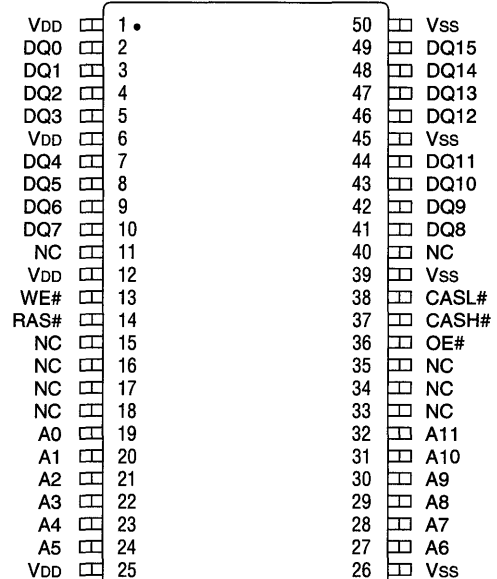 VDD 1 50 Vss
DQ0 2 49 DQ15
DQ1 3 48 DQ14
DQ2 4 47 DQ13
DQ3 5 46 DQ12
VDD 6 45 Vss
DQ4 7 44 DQ11
DQ5 8 43 DQ10
DQ6 9 42 DQ9
DQ7 10 41 DQ8
NC 11 40 NC
VDD 12 39 Vss
WE# 13 38 CASL#
RAS# 14 37 CASH#
NC 15 36 OE#
NC 16 35 NC
NC 17 34 NC
NC 18 33 NC
A0 19 32 A11
A1 20 31 A10
A2 21 30 A9
A3 22 29 A8
A4 23 28 A7
A5 24 27 A6
VDD 25 26 Vss